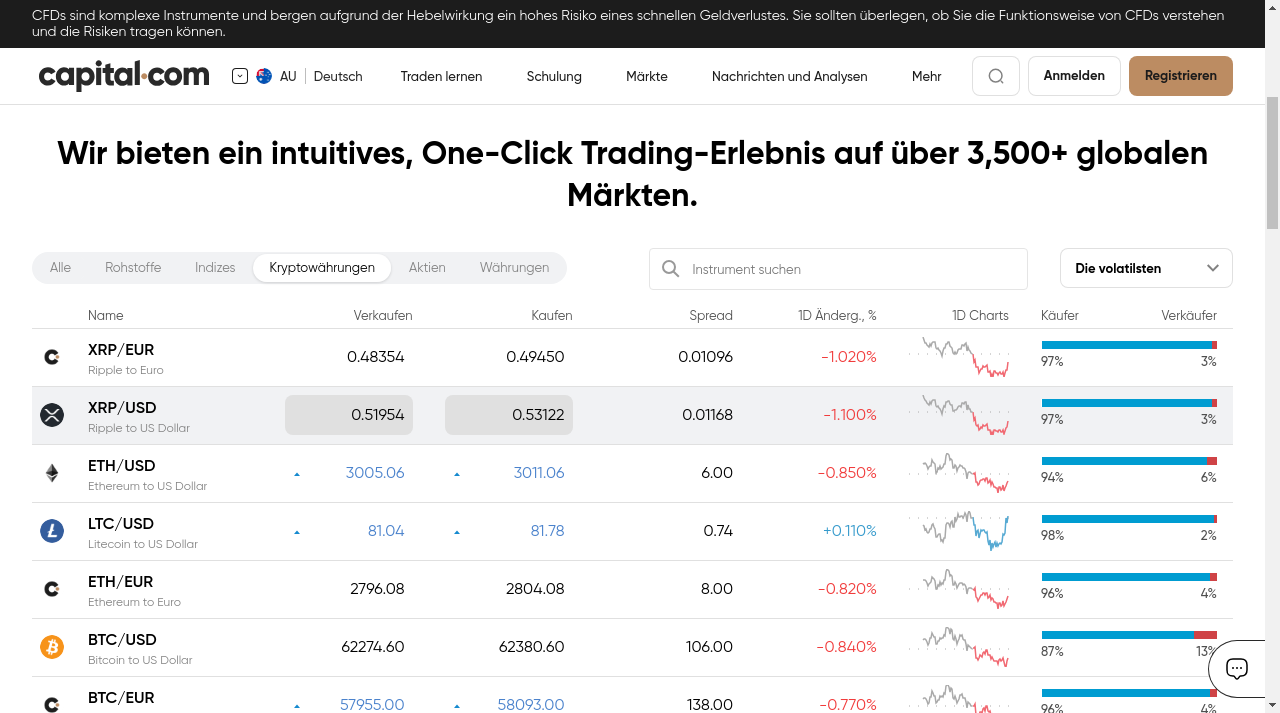 CFDs sind komplexe Instrumente und bergen aufgrund der Hebelwirkung ein hohes Risiko eines schnellen Geldverlustes. Sie sollten überlegen, ob Sie die Funktionsweise von CFDs verstehen
und die Risiken tragen können.
capital.com AU Deutsch Traden lernen Schulung Märkte Nachrichten und Analysen Mehr Anmelden Registrieren
Wir bieten ein intuitives, One-Click Trading-Erlebnis auf über 3,500+ globalen
Märkten.
Alle Rohstoffe Indizes Kryptowährungen Aktien Währungen Instrument suchen Die volatilsten
Name Verkaufen Kaufen Spread 1D Änderg., % 1D Charts Käufer Verkäufer
XRP/EUR 0.48354 0.49450 0.01096 -1.020% 97% 3%
Ripple to Euro
XRP/USD 0.51954 0.53122 0.01168 -1.100% 97% 3%
Ripple to US Dollar
ETH/USD 3005.06 3011.06 6.00 -0.850% 94% 6%
Ethereum to US Dollar
LTC/USD 81.04 81.78 0.74 +0.110% 98% 2%
Litecoin to US Dollar
ETH/EUR 2796.08 2804.08 8.00 -0.820% 96% 4%
Ethereum to Euro
BTC/USD 62274.60 62380.60 106.00 -0.840% 87% 13%
Bitcoin to US Dollar
BTC/EUR 57955.00 58093.00 138.00 -0.770% 96% 4%